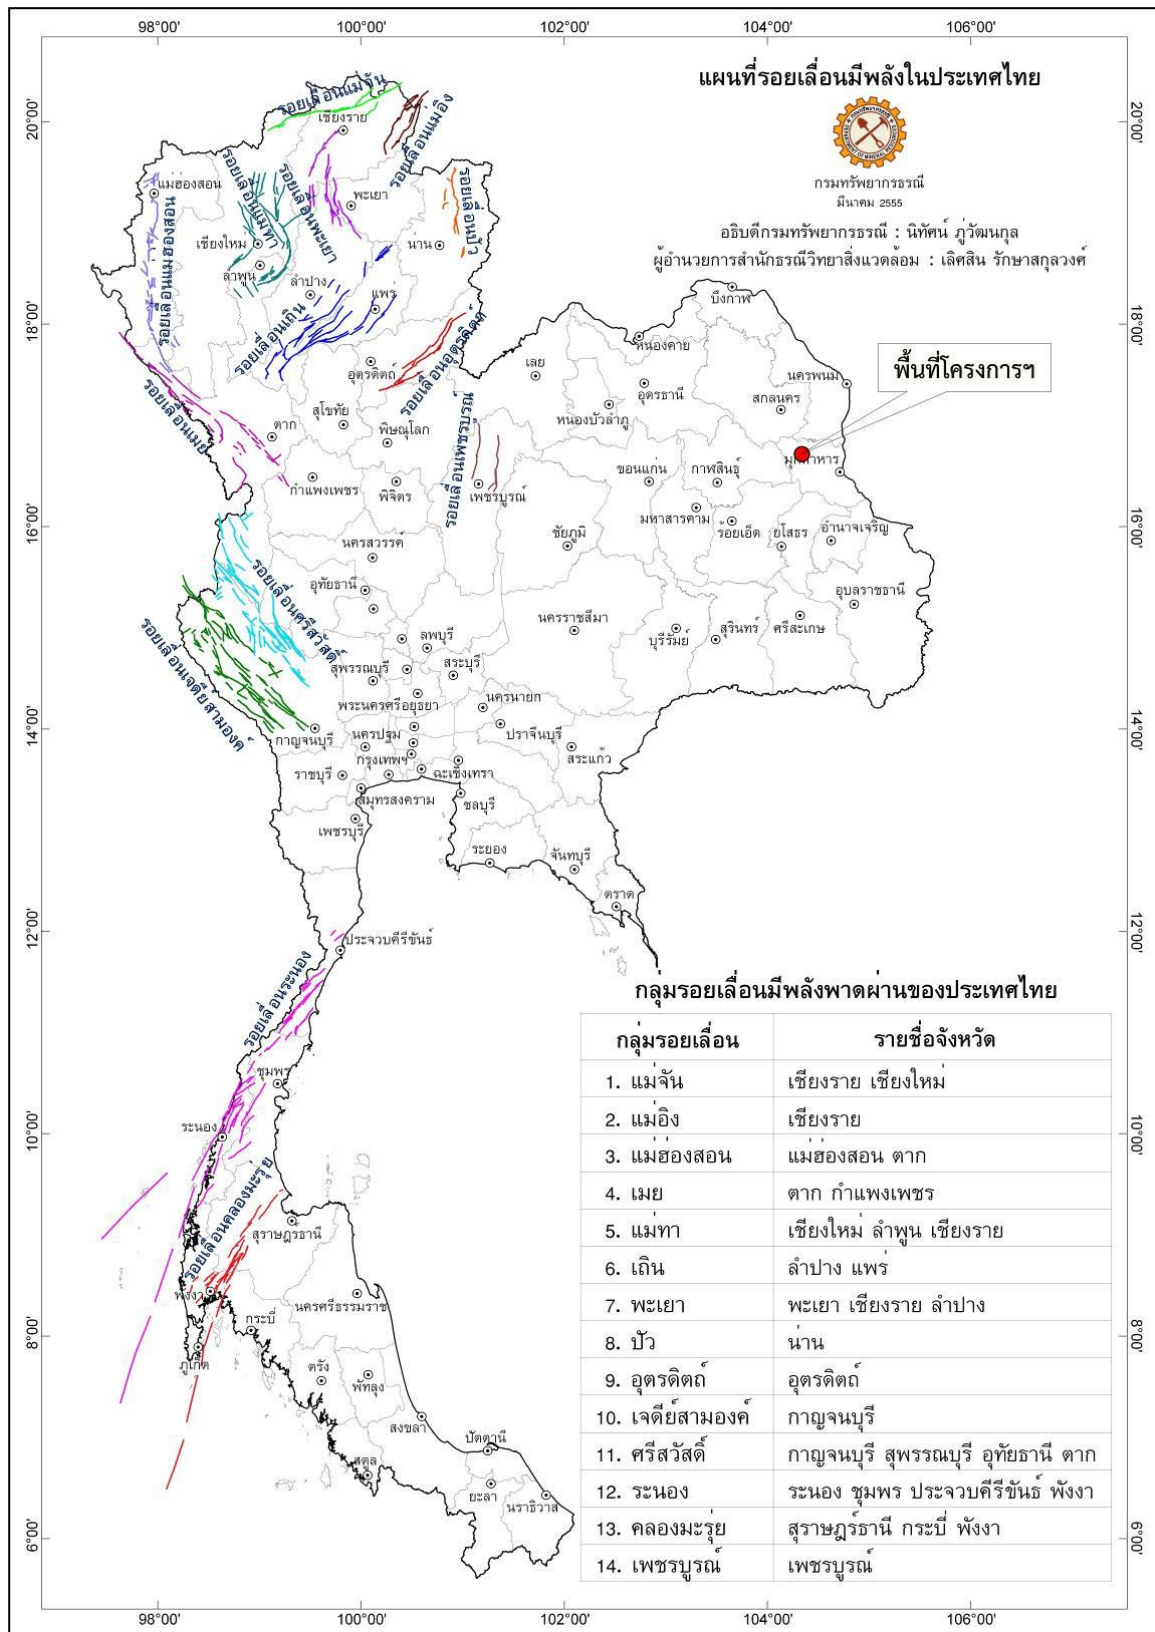 98°00'
100°00'
102°00'
104°00'
106°00'
แผนที่รอยเลื่อนมีพลังในประเทศไทย
กรมทรัพยากรธรณี
มีนาคม 2555
อธิบดีกรมทรัพยากรธรณี : นิทัศน์ ภู่วัฒนกุล
ผู้อำนวยการสำนักธรณีวิทยาสิ่งแวดล้อม : เลิศสิน รักษาสกุลวงศ์
20°00'
20°00'
18°00'
18°00'
16°00'
16°00'
14°00'
14°00'
12°00'
12°00'
10°00'
10°00'
8°00'
8°00'
6°00'
6°00'
รอยเลื่อนแม่จัน
รอยเลื่อนแม่อิง
รอยเลื่อนแม่ทา
รอยเลื่อนพะเยา
รอยเลื่อนปัว
รอยเลื่อนแม่ฮ่องสอน
รอยเลื่อนเถิน
รอยเลื่อนอุตรดิตถ์
รอยเลื่อนเมย
รอยเลื่อนเพชรบูรณ์
รอยเลื่อนศรีสวัสดิ์
รอยเลื่อนเจดีย์สามองค์
รอยเลื่อนระนอง
รอยเลื่อนคลองมะรุ่ย
เชียงราย
แม่ฮ่องสอน
พะเยา
เชียงใหม่
น่าน
ลำพูน
ลำปาง
แพร่
บึงกาฬ
หนองคาย
เลย
อุตรดิตถ์
อุดรธานี
นครพนม
พื้นที่โครงการฯ
สกลนคร
หนองบัวลำภู
สุโขทัย
ตาก
พิษณุโลก
มุกดาหาร
ขอนแก่น
กาฬสินธุ์
กำแพงเพชร
พิจิตร
เพชรบูรณ์
มหาสารคาม
ร้อยเอ็ด
ยโสธร
อำนาจเจริญ
ชัยภูมิ
นครสวรรค์
อุทัยธานี
อุบลราชธานี
นครราชสีมา
บุรีรัมย์
สุรินทร์
ศรีสะเกษ
ลพบุรี
สุพรรณบุรี
สระบุรี
พระนครศรีอยุธยา
นครนายก
กาญจนบุรี
นครปฐม
ปราจีนบุรี
สระแก้ว
กรุงเทพฯ
ราชบุรี
ฉะเชิงเทรา
สมุทรสงคราม
ชลบุรี
เพชรบุรี
ระยอง
จันทบุรี
ตราด
ประจวบคีรีขันธ์
ชุมพร
ระนอง
สุราษฎร์ธานี
พังงา
นครศรีธรรมราช
กระบี่
ภูเก็ต
ตรัง
พัทลุง
สงขลา
ปัตตานี
สตูล
ยะลา
นราธิวาส
กลุ่มรอยเลื่อนมีพลังพาดผ่านของประเทศไทย
กลุ่มรอยเลื่อน รายชื่อจังหวัด
1. แม่จัน เชียงราย เชียงใหม่
2. แม่อิง เชียงราย
3. แม่ฮ่องสอน แม่ฮ่องสอน ตาก
4. เมย ตาก กำแพงเพชร
5. แม่ทา เชียงใหม่ ลำพูน เชียงราย
6. เถิน ลำปาง แพร่
7. พะเยา พะเยา เชียงราย ลำปาง
8. ปัว น่าน
9. อุตรดิตถ์ อุตรดิตถ์
10. เจดีย์สามองค์ กาญจนบุรี
11. ศรีสวัสดิ์ กาญจนบุรี สุพรรณบุรี อุทัยธานี ตาก
12. ระนอง ระนอง ชุมพร ประจวบคีรีขันธ์ พังงา
13. คลองมะรุ่ย สุราษฎร์ธานี กระบี่ พังงา
14. เพชรบูรณ์ เพชรบูรณ์
98°00'
100°00'
102°00'
104°00'
106°00'